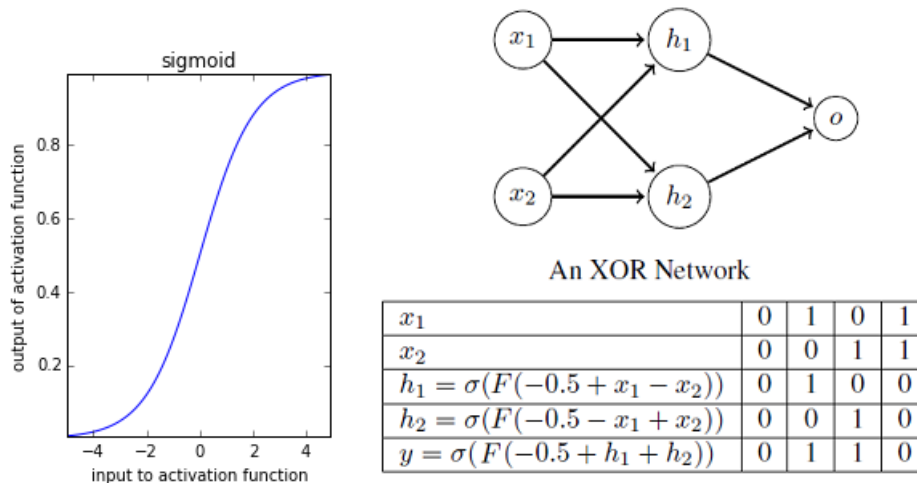 sigmoid
output of activation function
0.8
0.6
0.4
0.2
−4 −2 0 2 4
input to activation function
x₁ h₁
o
x₂ h₂
An XOR Network
x₁ 0 1 0 1
x₂ 0 0 1 1
h₁ = σ(F(−0.5 + x₁ − x₂)) 0 1 0 0
h₂ = σ(F(−0.5 − x₁ + x₂)) 0 0 1 0
y = σ(F(−0.5 + h₁ + h₂)) 0 1 1 0